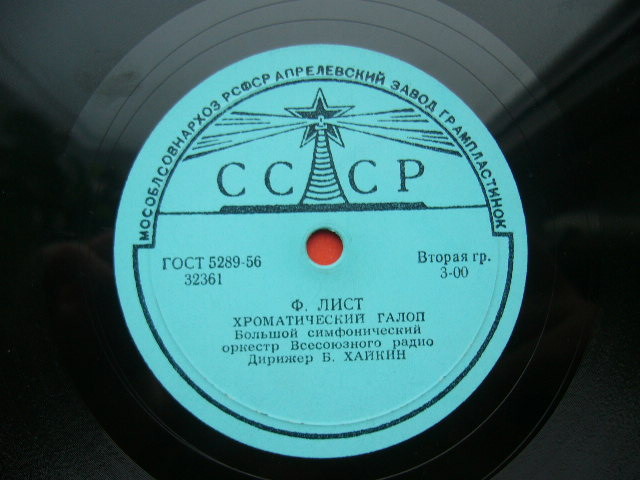 МОСОБЛСОВНАРХОЗ РСФСР АПРЕЛЕВСКИЙ ЗАВОД ГРАМПЛАСТИНОК
СССР
ГОСТ 5289-56
32361
Вторая гр.
3-00
Ф. ЛИСТ
ХРОМАТИЧЕСКИЙ ГАЛОП
Большой симфонический
оркестр Всесоюзного радио
Дирижер Б. ХАЙКИН